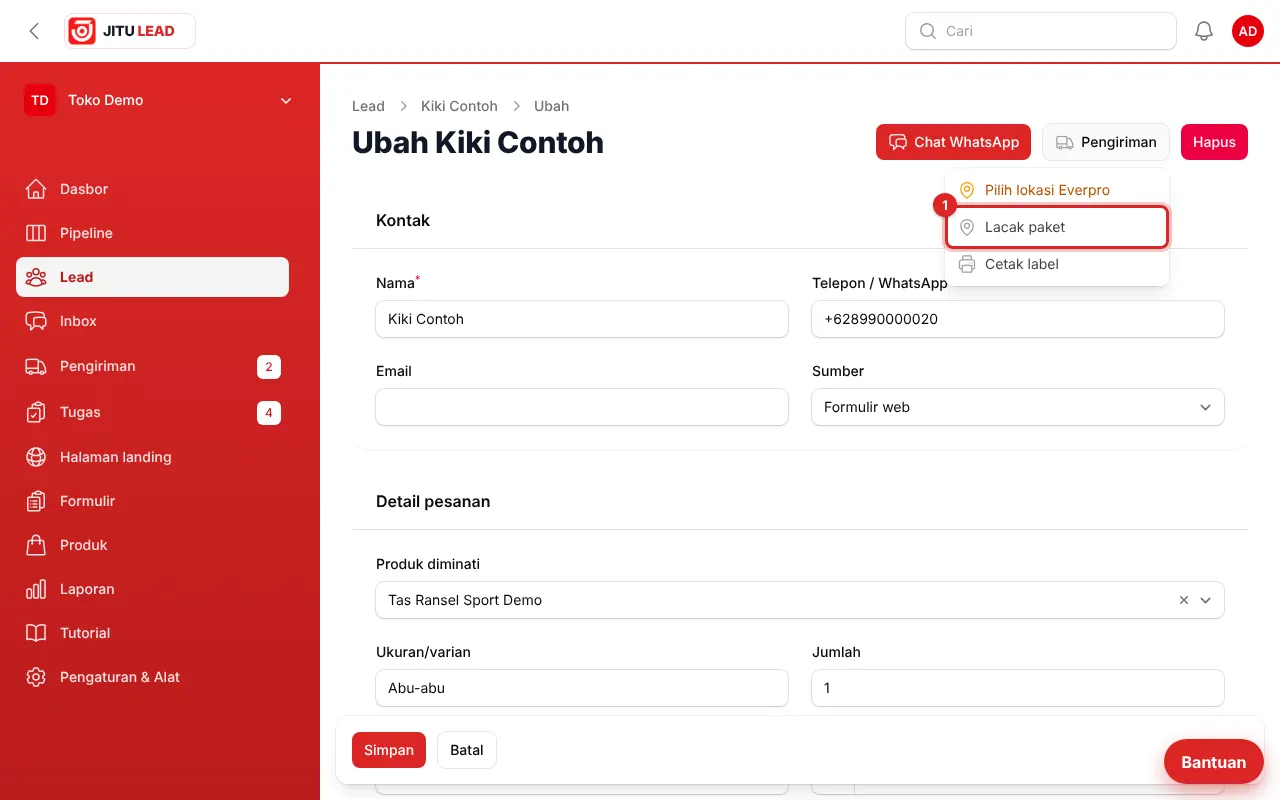 JITU LEAD
Cari
AD
TD
Toko Demo
Dasbor
Pipeline
Lead
Inbox
Pengiriman
2
Tugas
4
Halaman landing
Formulir
Produk
Laporan
Tutorial
Pengaturan & Alat
Lead
Kiki Contoh
Ubah
Ubah Kiki Contoh
Chat WhatsApp
Pengiriman
Hapus
Pilih lokasi Everpro
1
Lacak paket
Cetak label
Kontak
Nama*
Kiki Contoh
Telepon / WhatsApp
+628990000020
Email
Sumber
Formulir web
Detail pesanan
Produk diminati
Tas Ransel Sport Demo
Ukuran/varian
Abu-abu
Jumlah
1
Simpan
Batal
Bantuan